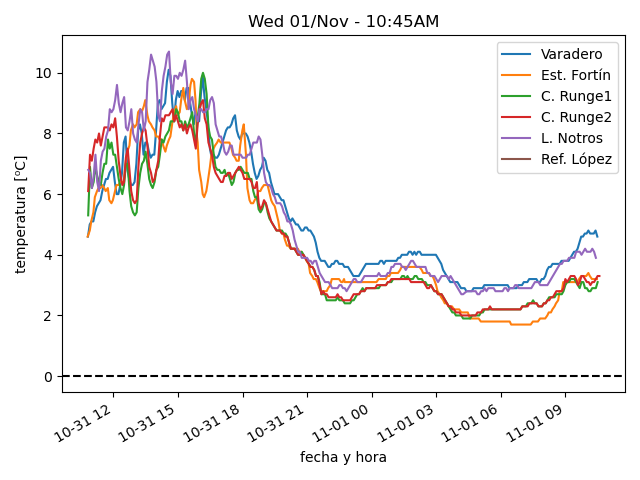 Wed 01/Nov - 10:45AM
temperatura [ºC]
10
8
6
4
2
0
Varadero
Est. Fortín
C. Runge1
C. Runge2
L. Notros
Ref. López
10-31 12
10-31 15
10-31 18
10-31 21
11-01 00
11-01 03
11-01 06
11-01 09
fecha y hora